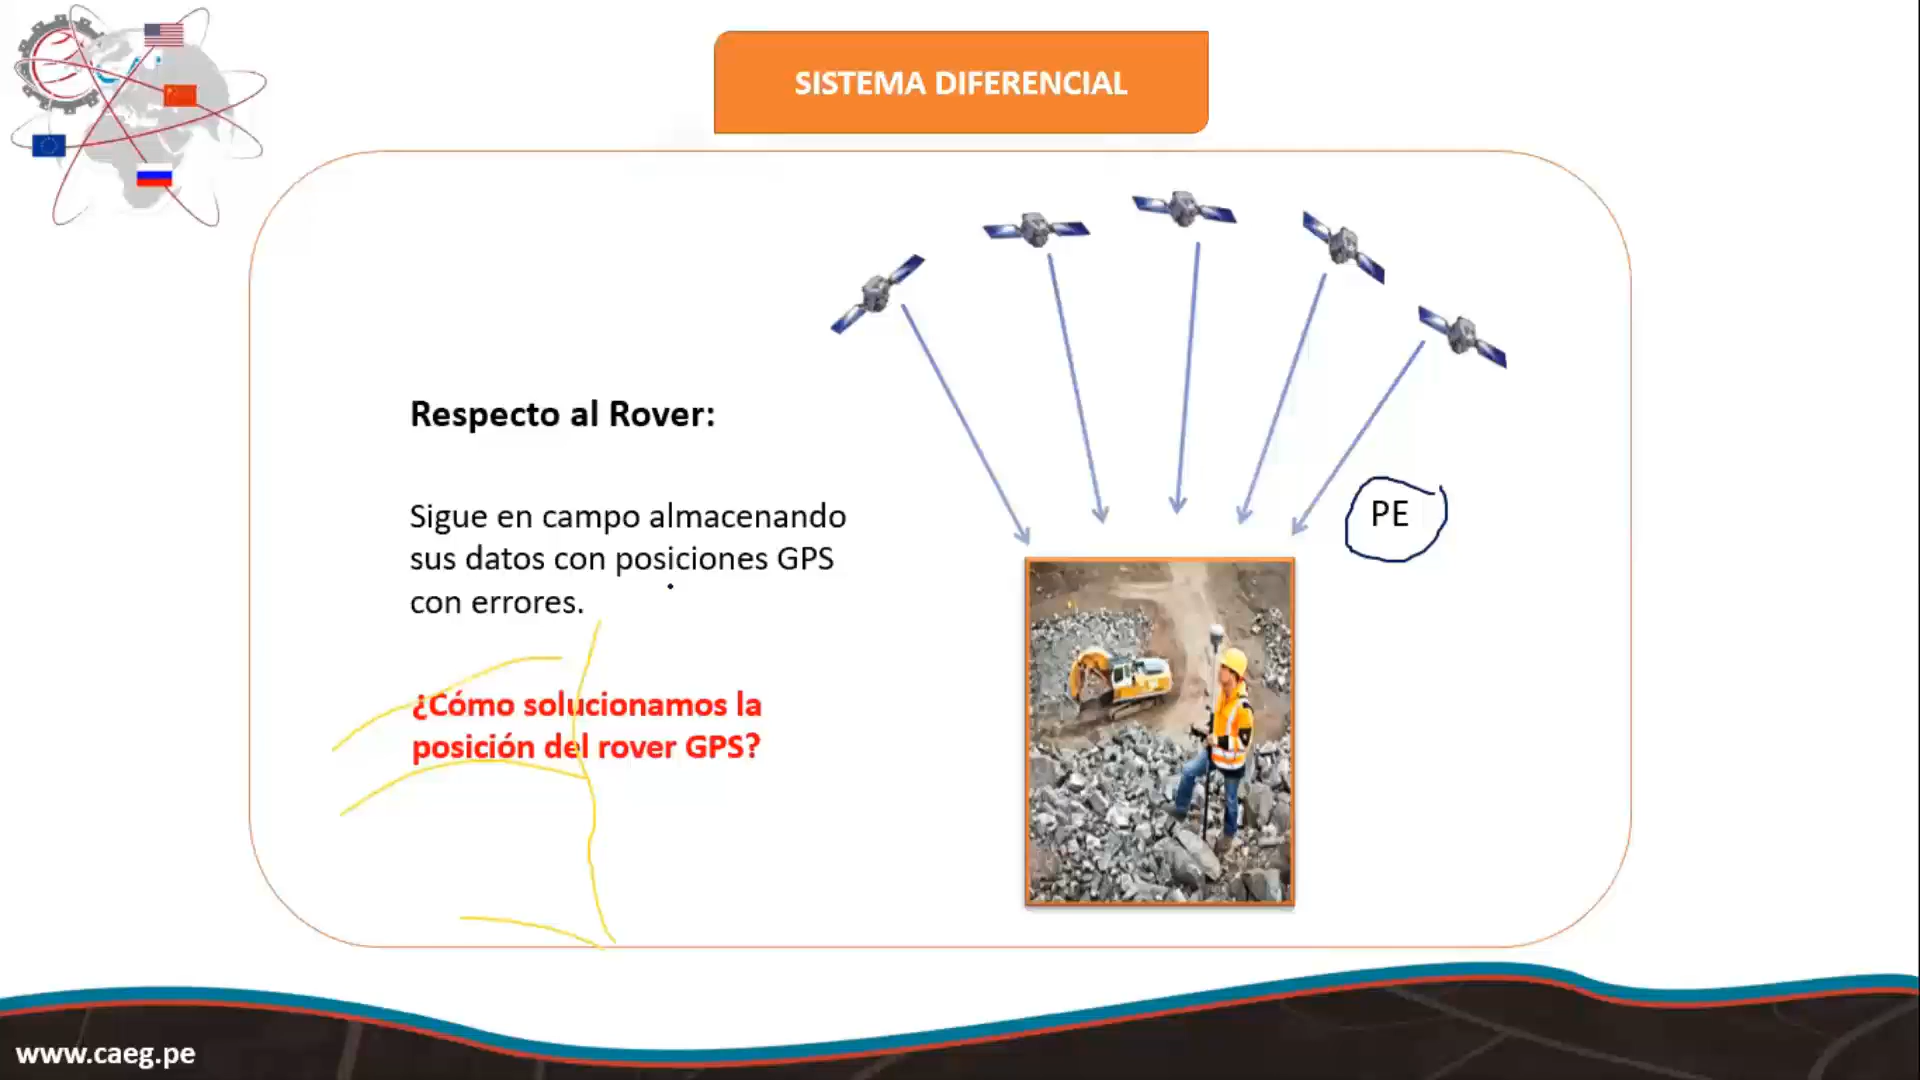 SISTEMA DIFERENCIAL
Respecto al Rover:
Sigue en campo almacenando
sus datos con posiciones GPS
con errores.
PE
¿Cómo solucionamos la
posición del rover GPS?
www.caeg.pe